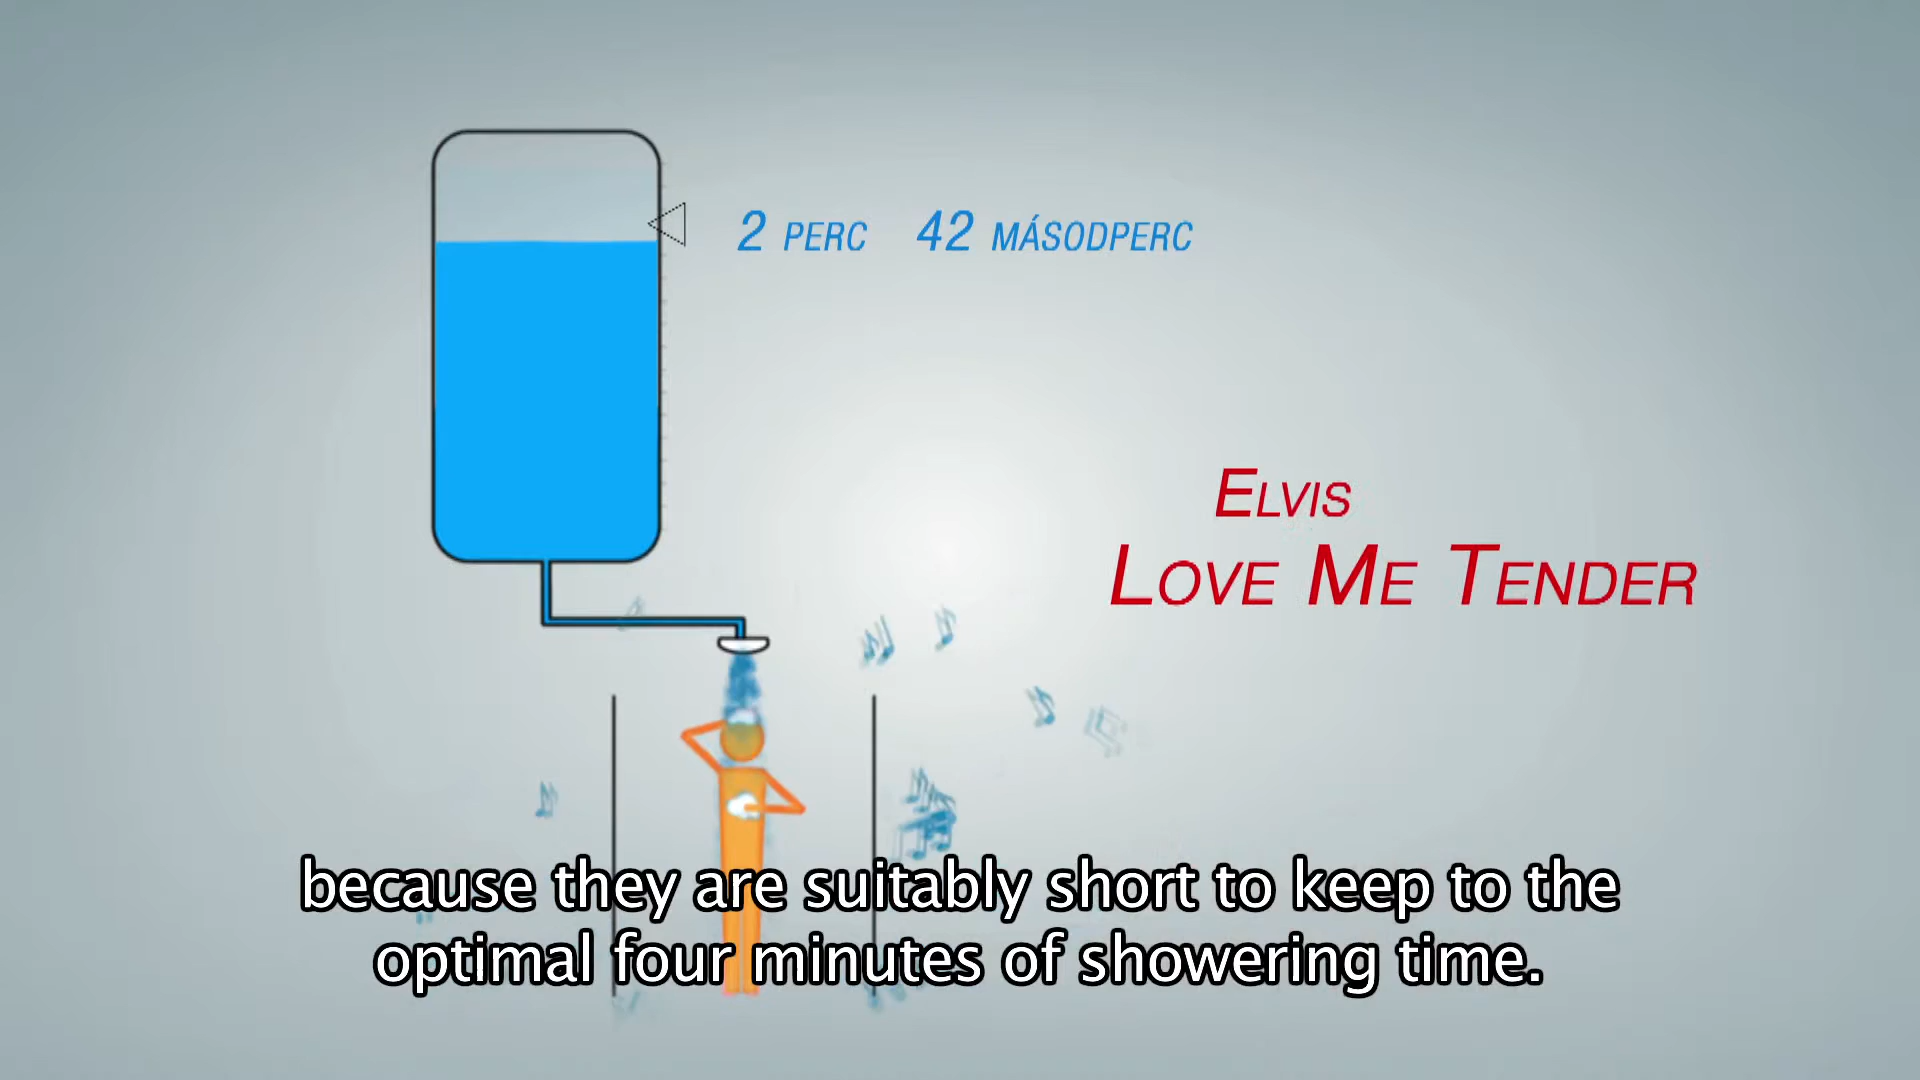 2 PERC 42 MÁSODPERC
ELVIS
LOVE ME TENDER
because they are suitably short to keep to the
optimal four minutes of showering time.